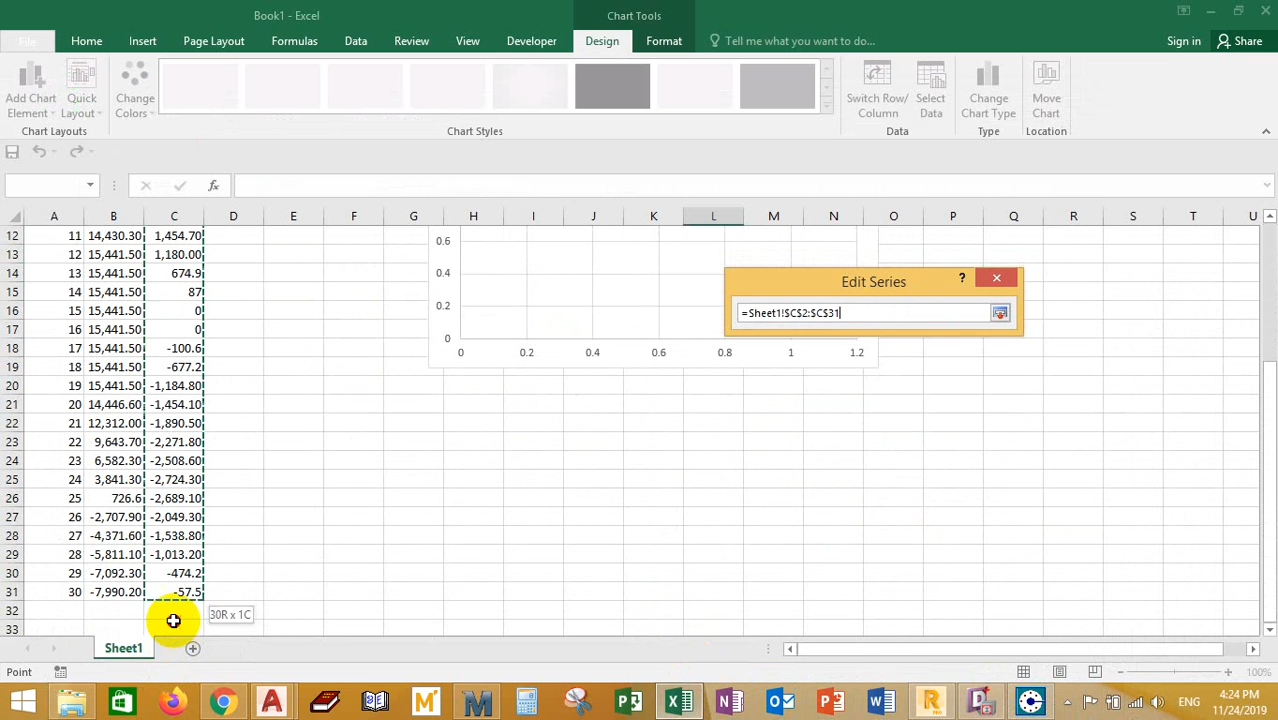 Book1 - Excel
Chart Tools
File
Home
Insert
Page Layout
Formulas
Data
Review
View
Developer
Design
Format
Tell me what you want to do...
Sign in
Share
Add Chart Element
Quick Layout
Change Colors
Switch Row/ Column
Select Data
Change Chart Type
Move Chart
Chart Layouts
Chart Styles
Data
Type
Location
fx
A B C D E F G H I J K L M N O P Q R S T U
12 11 14,430.30 1,454.70
13 12 15,441.50 1,180.00
14 13 15,441.50 674.9
15 14 15,441.50 87
16 15 15,441.50 0
17 16 15,441.50 0
18 17 15,441.50 -100.6
19 18 15,441.50 -677.2
20 19 15,441.50 -1,184.80
21 20 14,446.60 -1,454.10
22 21 12,312.00 -1,890.50
23 22 9,643.70 -2,271.80
24 23 6,582.30 -2,508.60
25 24 3,841.30 -2,724.30
26 25 726.6 -2,689.10
27 26 -2,707.90 -2,049.30
28 27 -4,371.60 -1,538.80
29 28 -5,811.10 -1,013.20
30 29 -7,092.30 -474.2
31 30 -7,990.20 -57.5
32
33
0.6
0.4
0.2
0
0 0.2 0.4 0.6 0.8 1 1.2
Edit Series
?
=Sheet1!$C$2:$C$31
30R x 1C
Sheet1
Point
100%
ENG
4:24 PM
11/24/2019